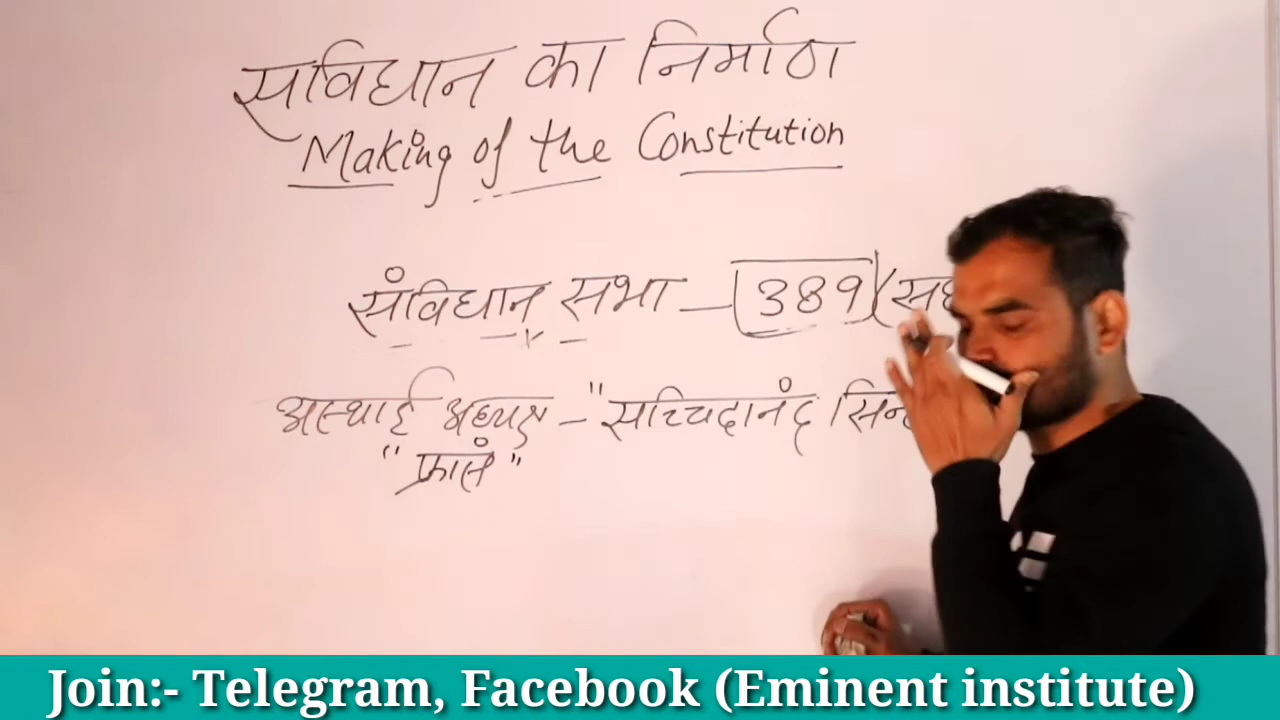 संविधान का निर्माण
Making of the Constitution
संविधान सभा - 389 (
अस्थाई अध्यक्ष - "सच्चिदानंद
"फ्रासं"
Join:- Telegram, Facebook (Eminent institute)